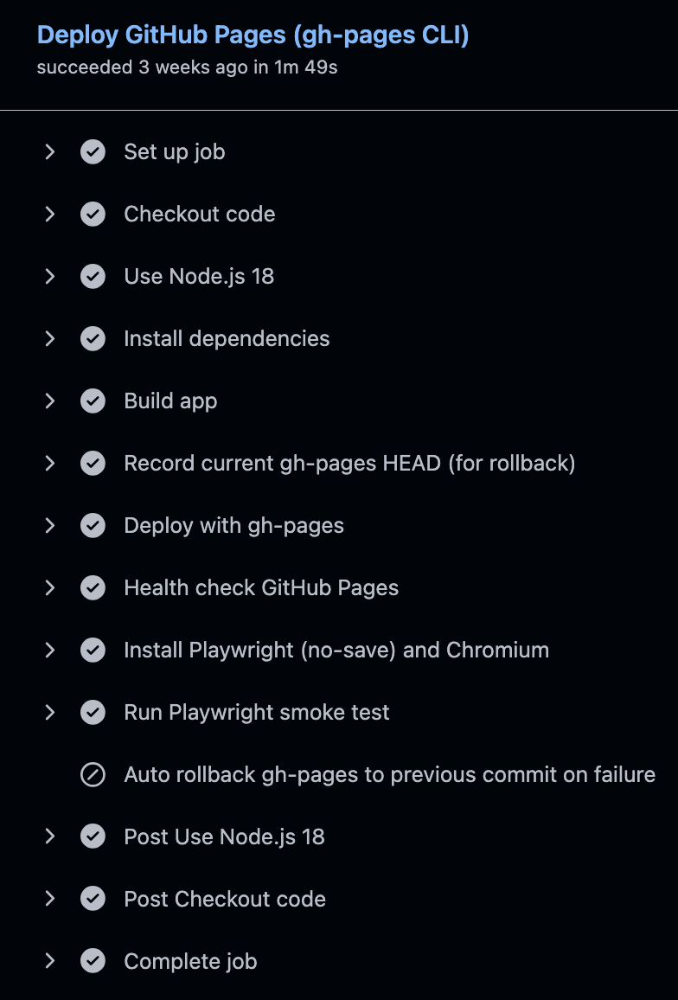 Deploy GitHub Pages (gh-pages CLI)
succeeded 3 weeks ago in 1m 49s
Set up job
Checkout code
Use Node.js 18
Install dependencies
Build app
Record current gh-pages HEAD (for rollback)
Deploy with gh-pages
Health check GitHub Pages
Install Playwright (no-save) and Chromium
Run Playwright smoke test
Auto rollback gh-pages to previous commit on failure
Post Use Node.js 18
Post Checkout code
Complete job